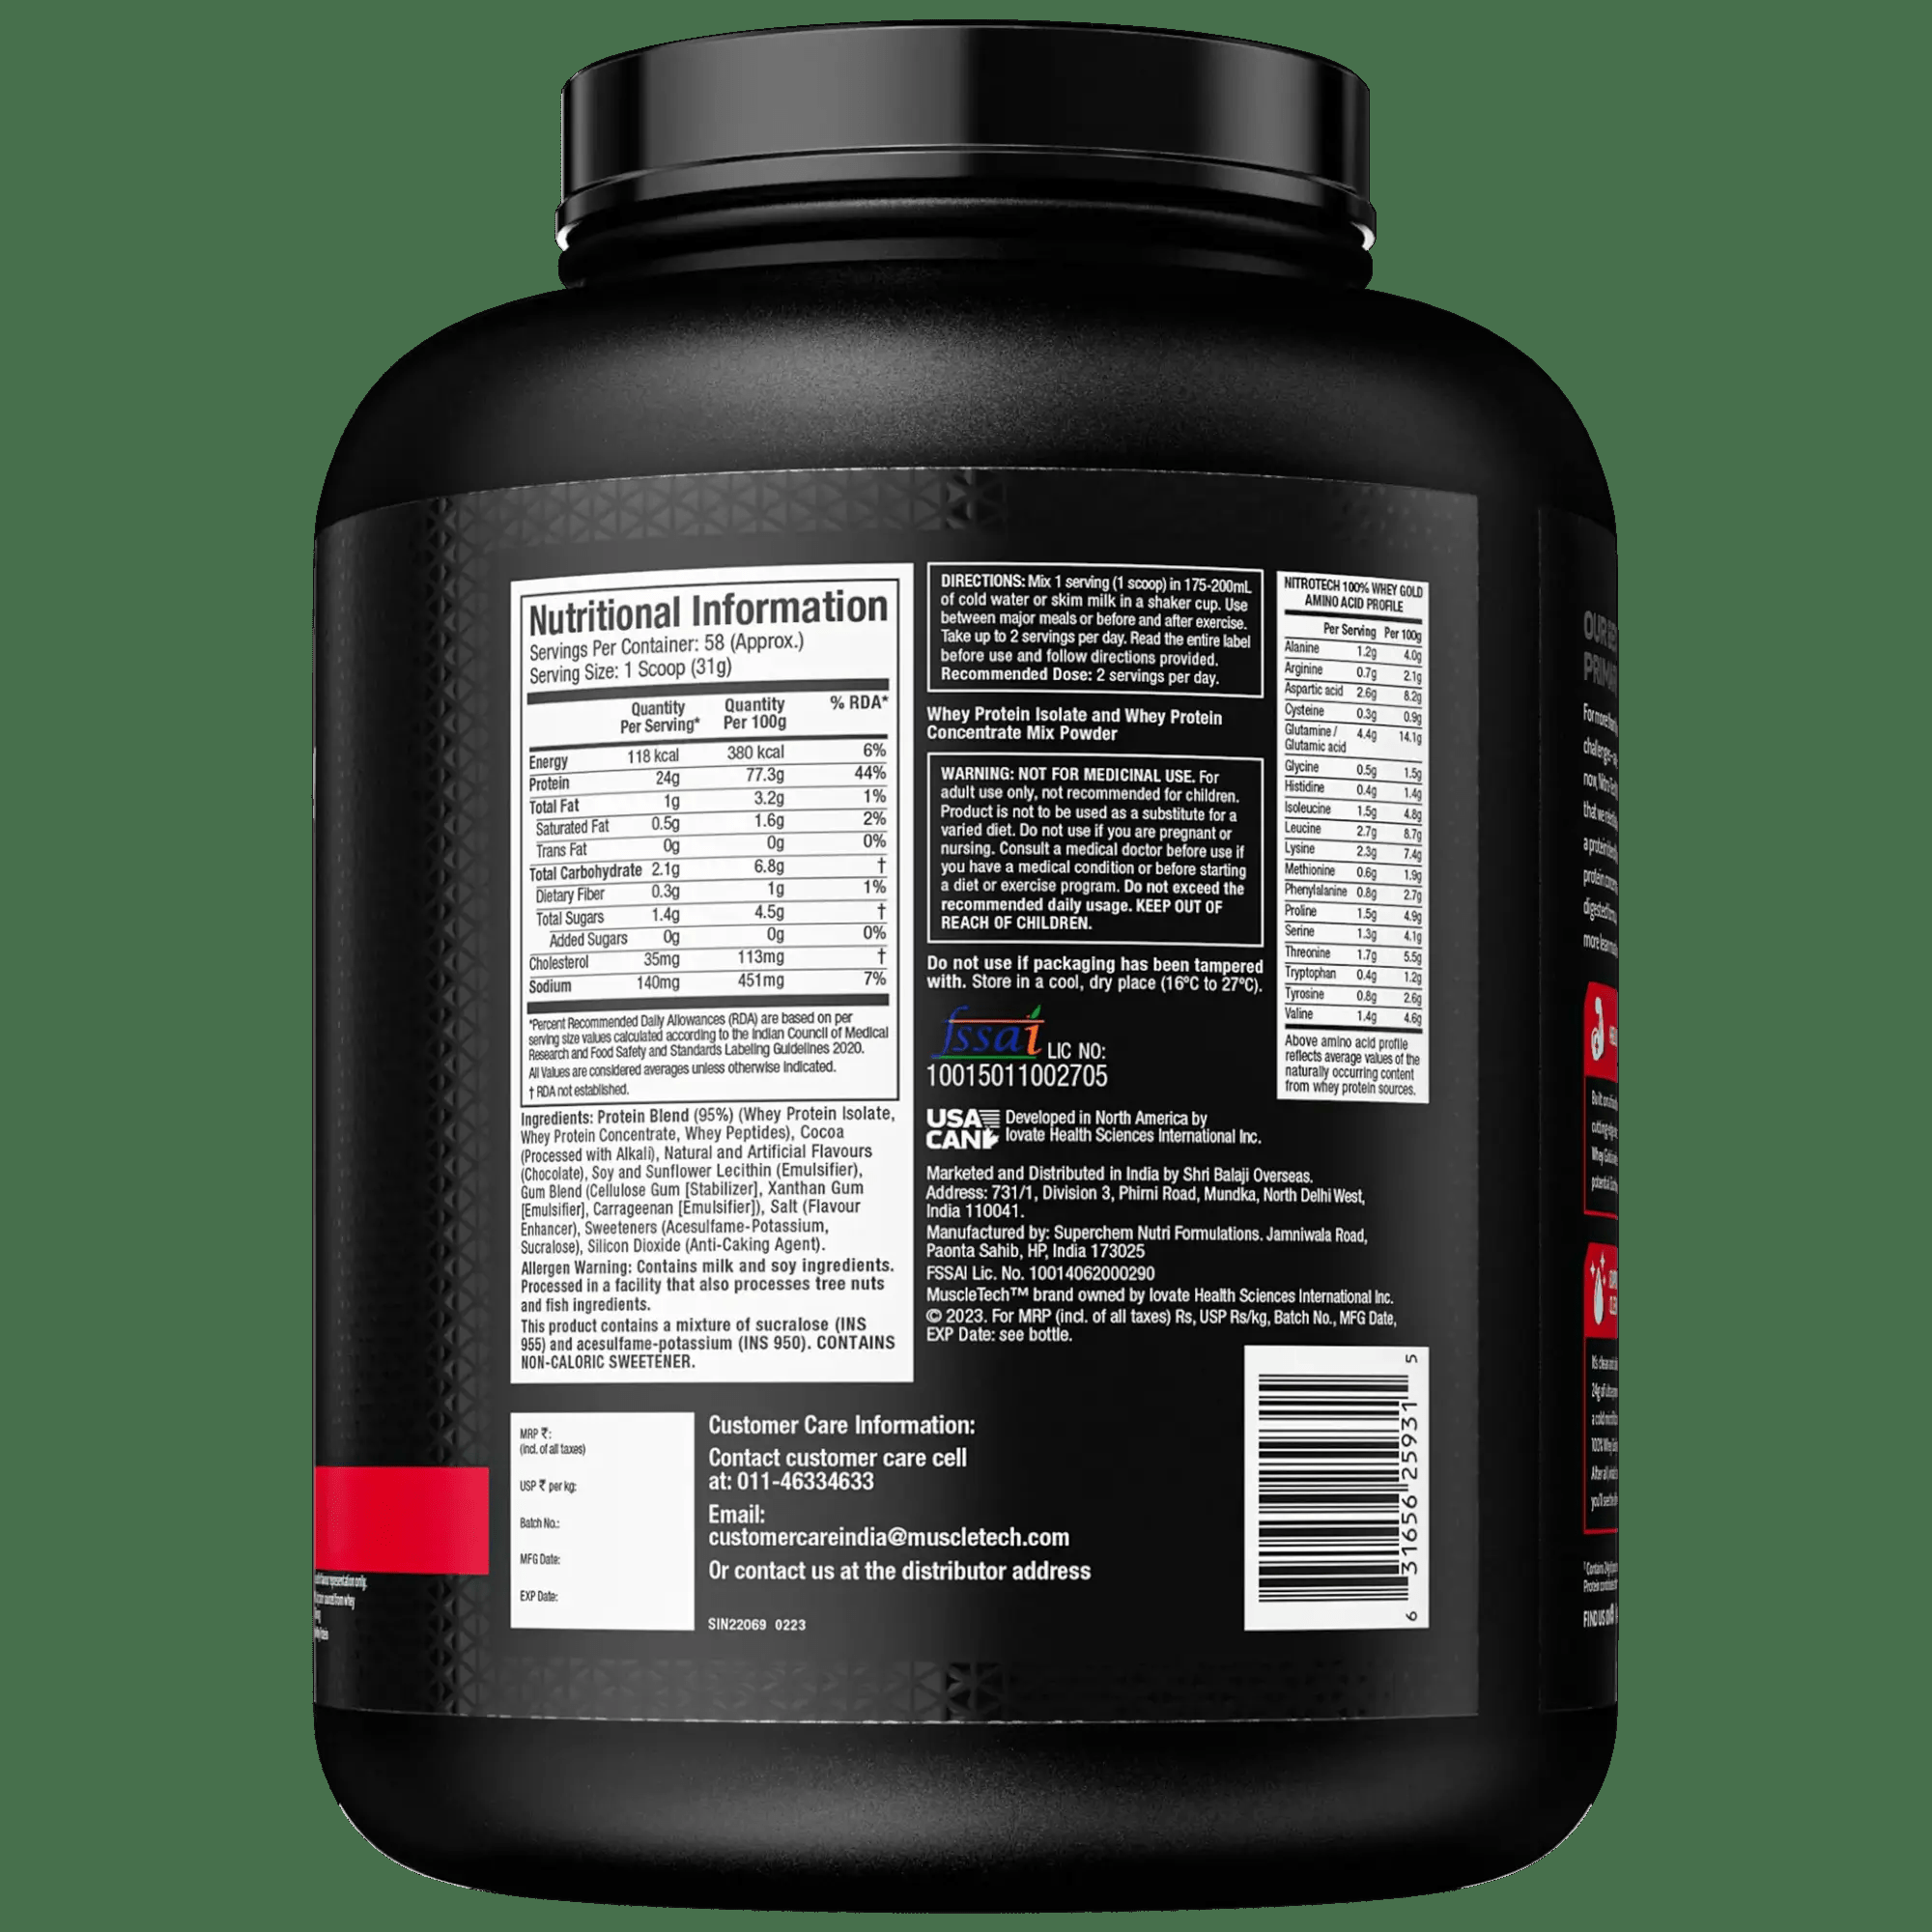 Nutritional Information
Servings Per Container: 58 (Approx.)
Serving Size: 1 Scoop (31g)
Quantity Per Serving* Quantity Per 100g % RDA*
Energy 118 kcal 380 kcal 6%
Protein 24g 77.3g 44%
Total Fat 1g 3.2g 1%
Saturated Fat 0.5g 1.6g 2%
Trans Fat 0g 0g 0%
Total Carbohydrate 2.1g 6.8g †
Dietary Fiber 0.3g 1g 1%
Total Sugars 1.4g 4.5g †
Added Sugars 0g 0g 0%
Cholesterol 35mg 113mg †
Sodium 140mg 451mg 7%
*Percent Recommended Daily Allowances (RDA) are based on per
serving size values calculated according to the Indian Council of Medical
Research and Food Safety and Standards Labeling Guidelines 2020.
All Values are considered averages unless otherwise indicated.
† RDA not established.
Ingredients: Protein Blend (95%) (Whey Protein Isolate,
Whey Protein Concentrate, Whey Peptides), Cocoa
(Processed with Alkali), Natural and Artificial Flavours
(Chocolate), Soy and Sunflower Lecithin (Emulsifier),
Gum Blend (Cellulose Gum [Stabilizer], Xanthan Gum
[Emulsifier], Carrageenan [Emulsifier]), Salt (Flavour
Enhancer), Sweeteners (Acesulfame-Potassium,
Sucralose), Silicon Dioxide (Anti-Caking Agent).
Allergen Warning: Contains milk and soy ingredients.
Processed in a facility that also processes tree nuts
and fish ingredients.
This product contains a mixture of sucralose (INS
955) and acesulfame-potassium (INS 950). CONTAINS
NON-CALORIC SWEETENER.
MRP ₹:
(incl. of all taxes)
USP ₹ per kg:
Batch No.:
MFG Date:
EXP Date:
DIRECTIONS: Mix 1 serving (1 scoop) in 175-200mL
of cold water or skim milk in a shaker cup. Use
between major meals or before and after exercise.
Take up to 2 servings per day. Read the entire label
before use and follow directions provided.
Recommended Dose: 2 servings per day.
Whey Protein Isolate and Whey Protein
Concentrate Mix Powder
WARNING: NOT FOR MEDICINAL USE. For
adult use only, not recommended for children.
Product is not to be used as a substitute for a
varied diet. Do not use if you are pregnant or
nursing. Consult a medical doctor before use if
you have a medical condition or before starting
a diet or exercise program. Do not exceed the
recommended daily usage. KEEP OUT OF
REACH OF CHILDREN.
Do not use if packaging has been tampered
with. Store in a cool, dry place (16ºC to 27ºC).
fssai LIC NO:
10015011002705
USA Developed in North America by
CAN Iovate Health Sciences International Inc.
Marketed and Distributed in India by Shri Balaji Overseas.
Address: 731/1, Division 3, Phirni Road, Mundka, North Delhi West,
India 110041.
Manufactured by: Superchem Nutri Formulations. Jamniwala Road,
Paonta Sahib, HP, India 173025
FSSAI Lic. No. 10014062000290
MuscleTech™ brand owned by Iovate Health Sciences International Inc.
© 2023. For MRP (incl. of all taxes) Rs, USP Rs/kg, Batch No., MFG Date,
EXP Date: see bottle.
Customer Care Information:
Contact customer care cell
at: 011-46334633
Email:
customercareindia@muscletech.com
Or contact us at the distributor address
SIN22069 0223
NITROTECH 100% WHEY GOLD
AMINO ACID PROFILE
Per Serving Per 100g
Alanine 1.2g 4.0g
Arginine 0.7g 2.1g
Aspartic acid 2.6g 8.2g
Cysteine 0.3g 0.9g
Glutamine / Glutamic acid 4.4g 14.1g
Glycine 0.5g 1.5g
Histidine 0.4g 1.4g
Isoleucine 1.5g 4.8g
Leucine 2.7g 8.7g
Lysine 2.3g 7.4g
Methionine 0.6g 1.9g
Phenylalanine 0.8g 2.7g
Proline 1.5g 4.9g
Serine 1.3g 4.1g
Threonine 1.7g 5.5g
Tryptophan 0.4g 1.2g
Tyrosine 0.8g 2.6g
Valine 1.4g 4.6g
Above amino acid profile
reflects average values of the
naturally occurring content
from whey protein sources.
6 31656 25931 5
OUR
For more than
now,
24g of
FIND US ON